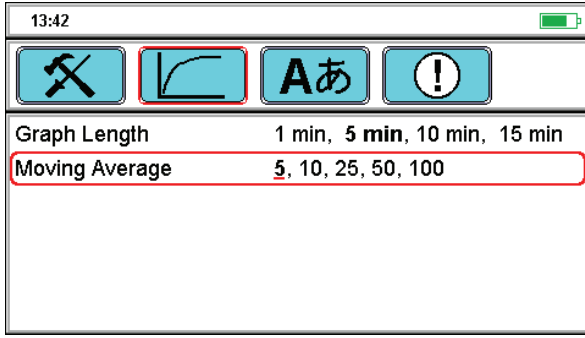 13:42
Aあ
Graph Length 1 min, 5 min, 10 min, 15 min
Moving Average 5, 10, 25, 50, 100